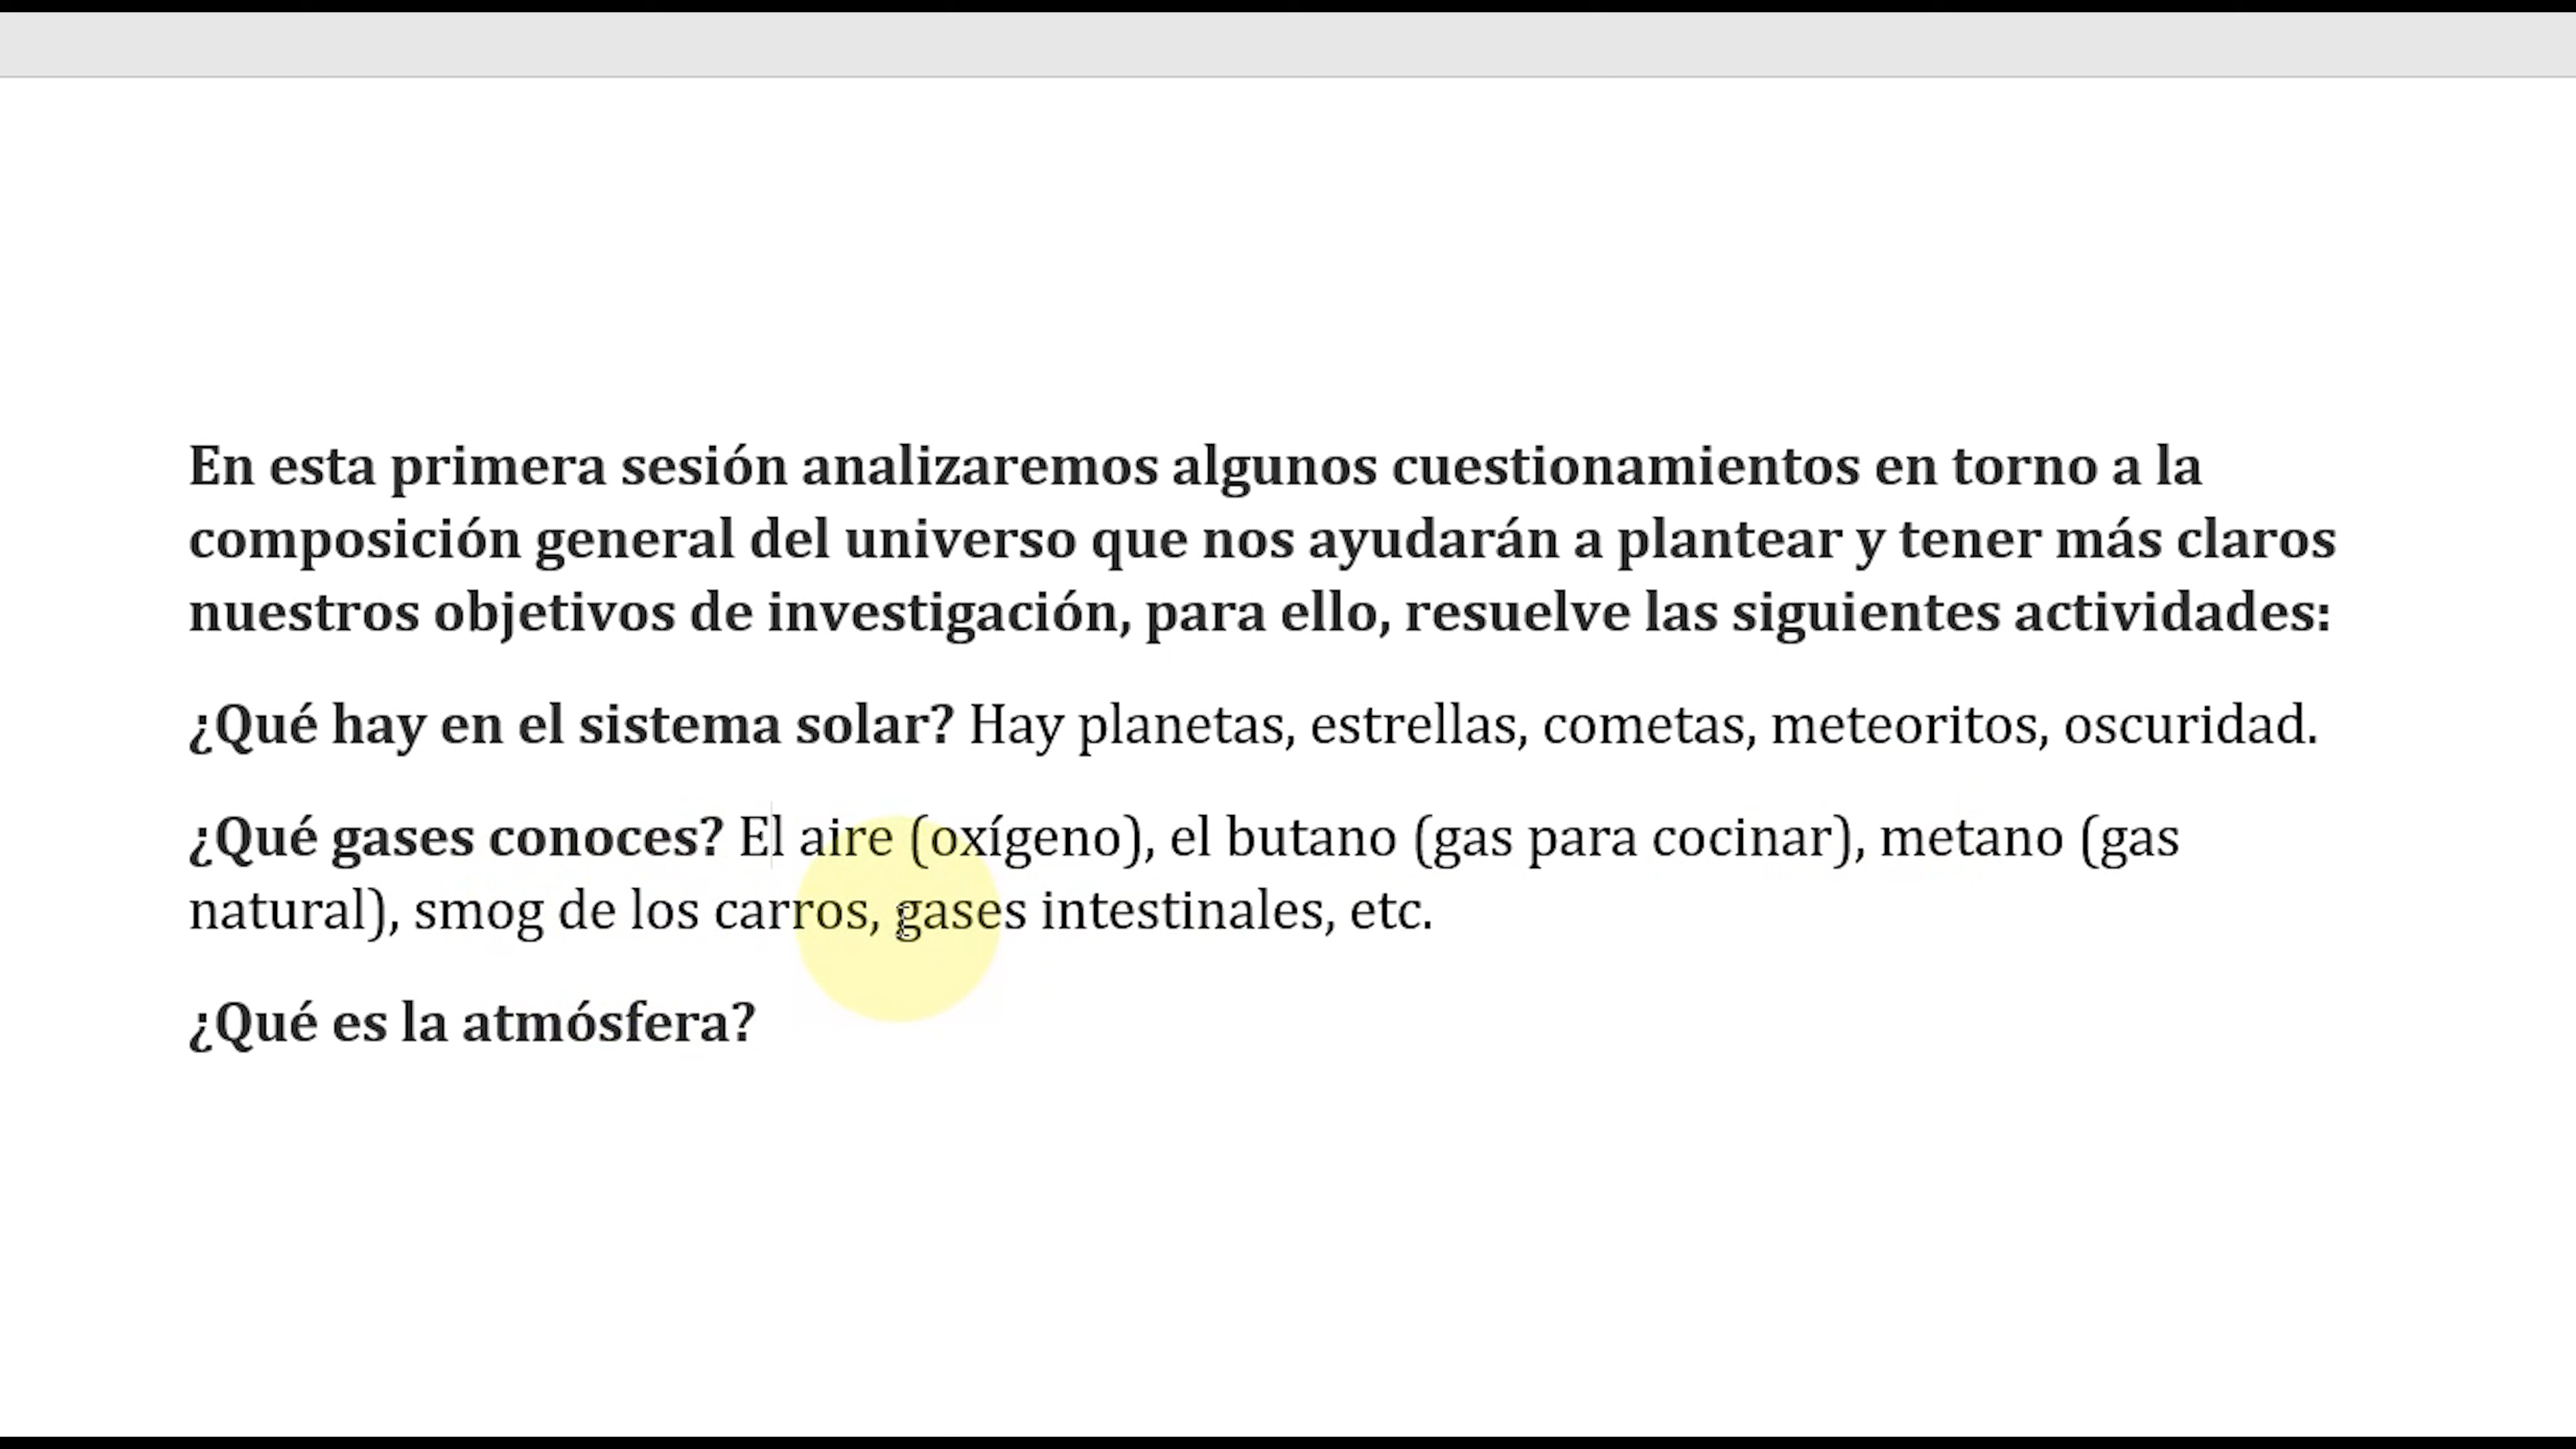 En esta primera sesión analizaremos algunos cuestionamientos en torno a la
composición general del universo que nos ayudarán a plantear y tener más claros
nuestros objetivos de investigación, para ello, resuelve las siguientes actividades:
¿Qué hay en el sistema solar? Hay planetas, estrellas, cometas, meteoritos, oscuridad.
¿Qué gases conoces? El aire (oxígeno), el butano (gas para cocinar), metano (gas
natural), smog de los carros, gases intestinales, etc.
¿Qué es la atmósfera?